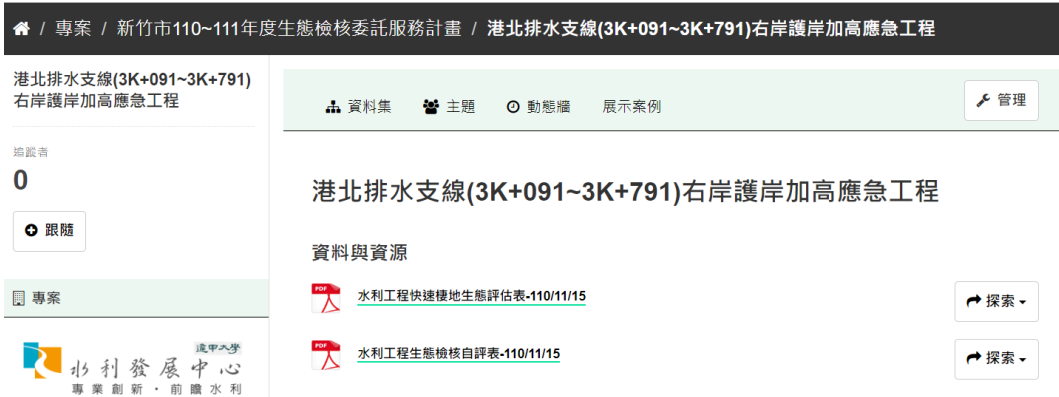 / 專案 / 新竹市110~111年度生態檢核委託服務計畫 / 港北排水支線(3K+091~3K+791)右岸護岸加高應急工程
港北排水支線(3K+091~3K+791)
右岸護岸加高應急工程
追蹤者
0
跟隨
專案
逢甲大學
水利發展中心
專業創新・前瞻水利
資料集 主題 動態牆 展示案例 管理
港北排水支線(3K+091~3K+791)右岸護岸加高應急工程
資料與資源
PDF 水利工程快速棲地生態評估表-110/11/15 探索
PDF 水利工程生態檢核自評表-110/11/15 探索